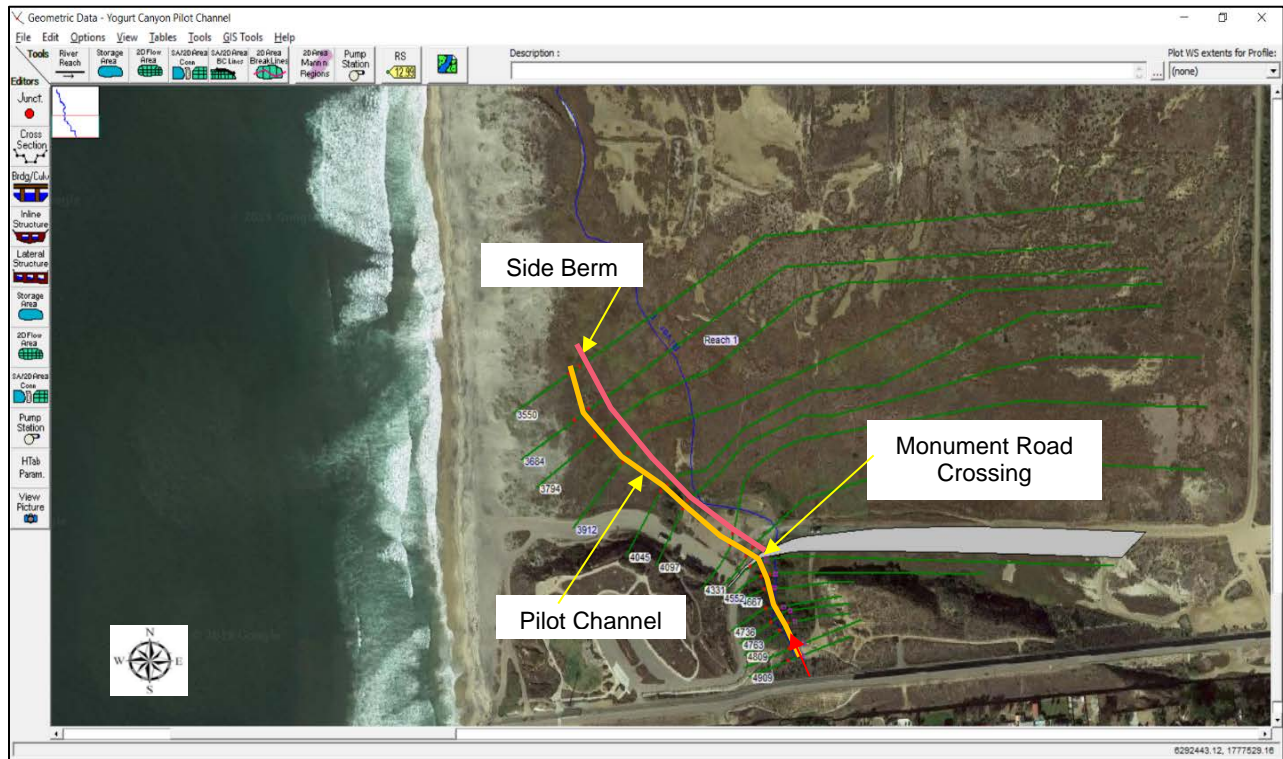 Geometric Data - Yogurt Canyon Pilot Channel
File Edit Options View Tables Tools GIS Tools Help
Tools
Editors
River
Reach
Storage
Area
2D Flow
Area
SA/2D Area
Conn
SA/2D Area
BC Lines
2D Area
BreakLines
2D Area
Mann n
Regions
Pump
Station
RS
Description :
...
Plot WS extents for Profile:
(none)
Junct.
Cross
Section
Brdg/Culv
Inline
Structure
Lateral
Structure
Storage
Area
2D Flow
Area
SA/2D Area
Conn
Pump
Station
HTab
Param.
View
Picture
Side Berm
Reach 1
Monument Road
Crossing
Pilot Channel
3550
3684
3794
3912
4045
4097
4331
4552
4667
4736
4763
4809
4909
N
W
E
S
6292443.12, 1777529.16